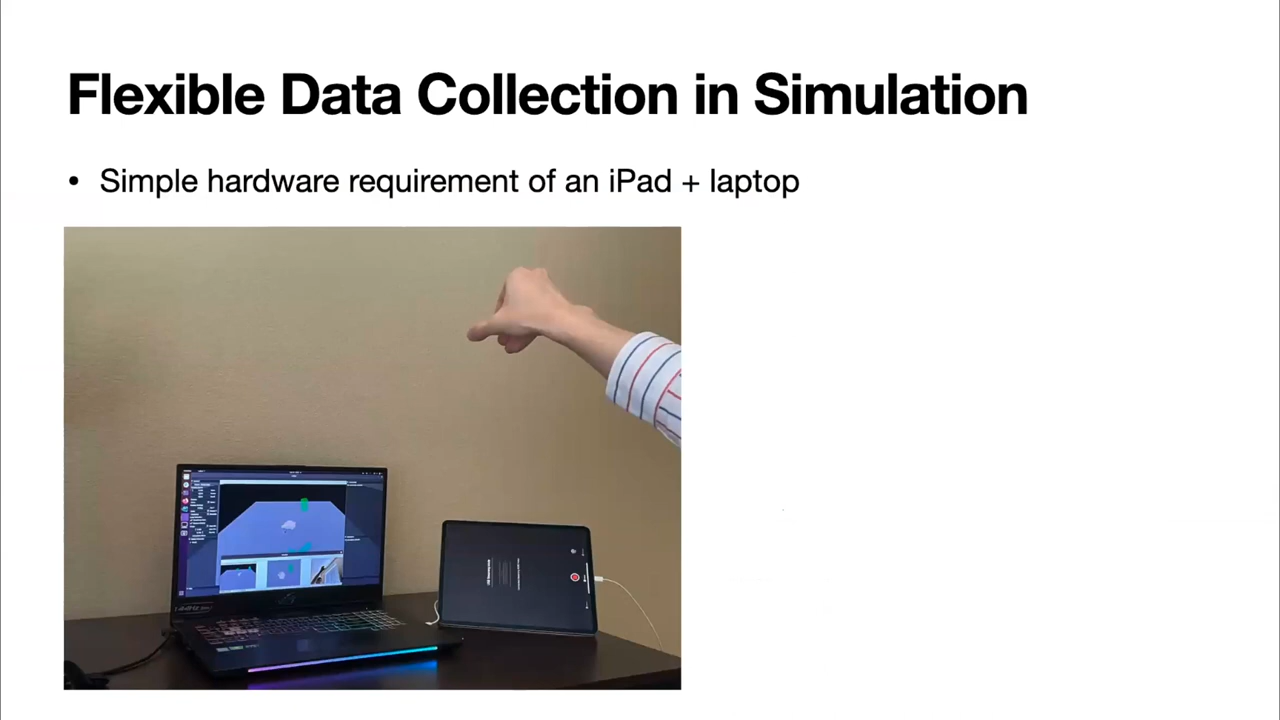 Flexible Data Collection in Simulation
• Simple hardware requirement of an iPad + laptop